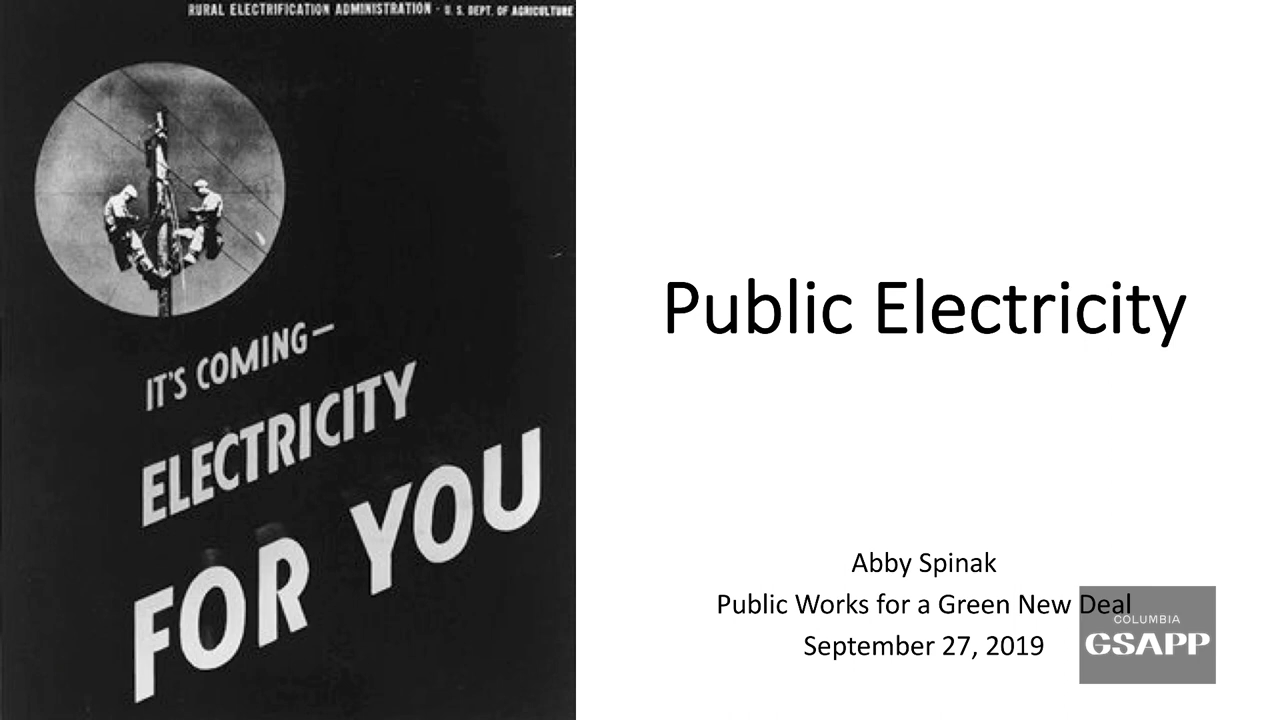 RURAL ELECTRIFICATION ADMINISTRATION - U. S. DEPT. OF AGRICULTURE
IT'S COMING—
ELECTRICITY
FOR YOU
Public Electricity
Abby Spinak
Public Works for a Green New Deal
September 27, 2019
COLUMBIA
GSAPP